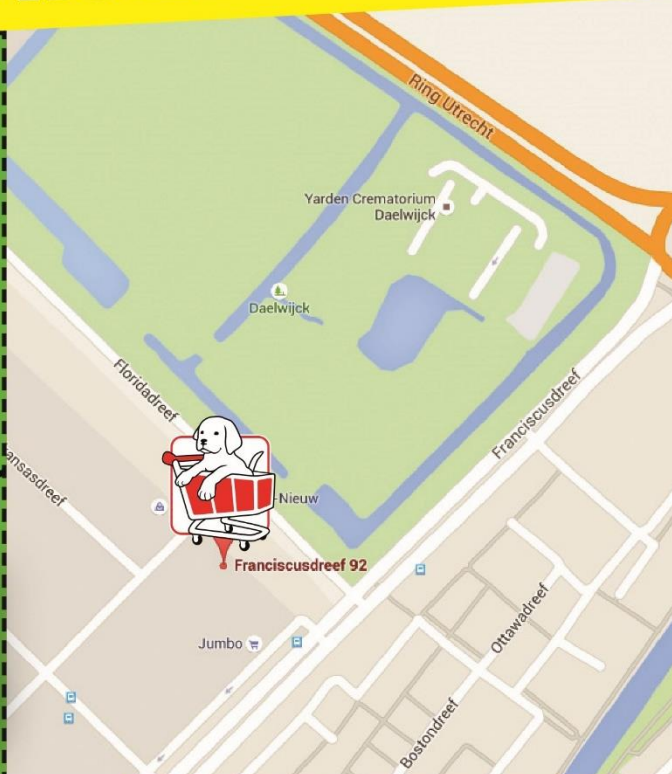 Ring Utrecht
Yarden Crematorium
Daelwijck
Daelwijck
Floridadreef
Franciscusdreef
ansasdreef
-Nieuw
Franciscusdreef 92
Jumbo
Ottawadreef
Bostondreef